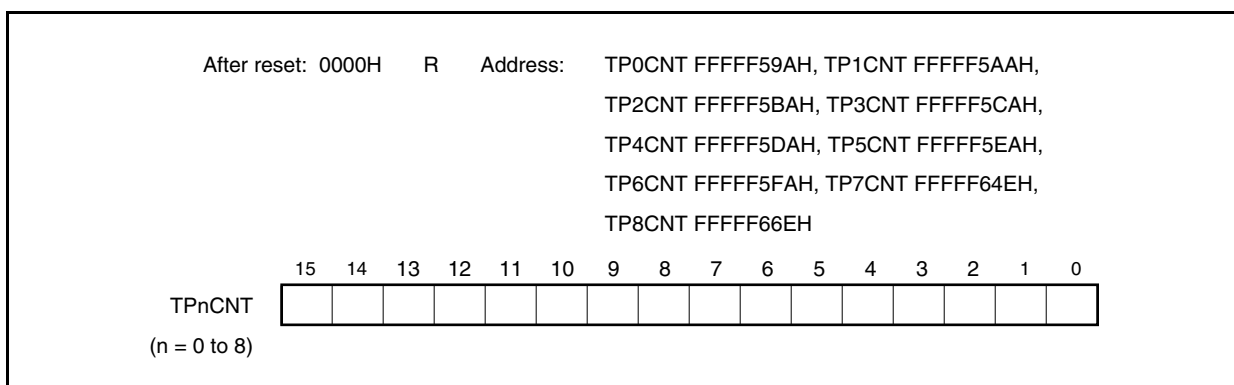 After reset: 0000H R Address: TP0CNT FFFFF59AH, TP1CNT FFFFF5AAH,
TP2CNT FFFFF5BAH, TP3CNT FFFFF5CAH,
TP4CNT FFFFF5DAH, TP5CNT FFFFF5EAH,
TP6CNT FFFFF5FAH, TP7CNT FFFFF64EH,
TP8CNT FFFFF66EH
15 14 13 12 11 10 9 8 7 6 5 4 3 2 1 0
TPnCNT
(n = 0 to 8)